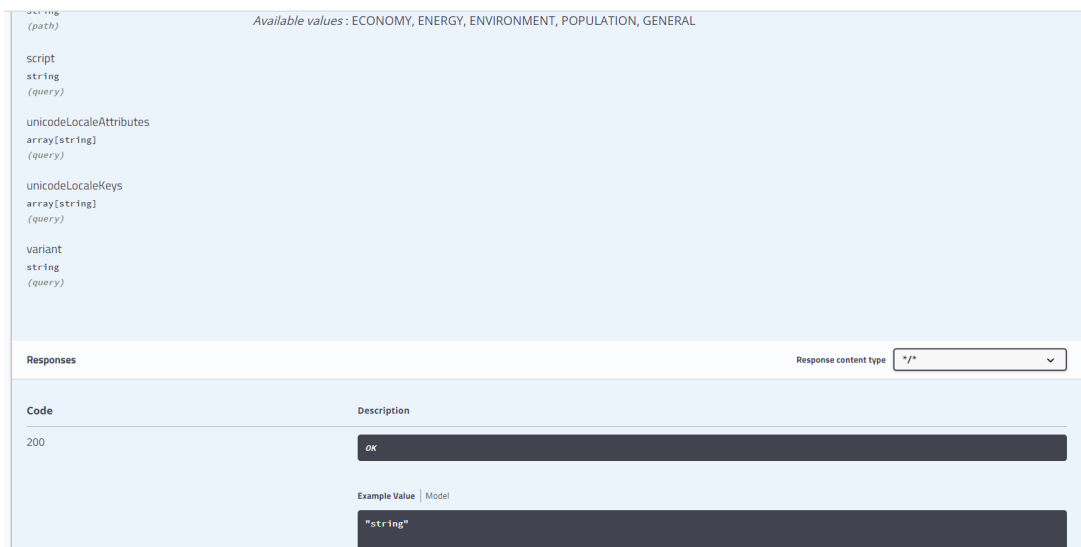 string
(path)
Available values : ECONOMY, ENERGY, ENVIRONMENT, POPULATION, GENERAL
script
string
(query)
unicodeLocaleAttributes
array[string]
(query)
unicodeLocaleKeys
array[string]
(query)
variant
string
(query)
Responses
Response content type
*/*
Code
Description
200
OK
Example Value
Model
"string"